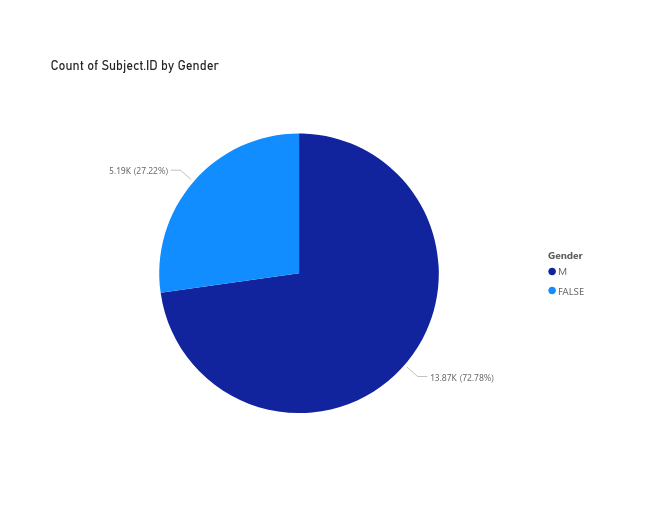 Count of Subject.ID by Gender
5.19K (27.22%)
Gender
M
FALSE
13.87K (72.78%)